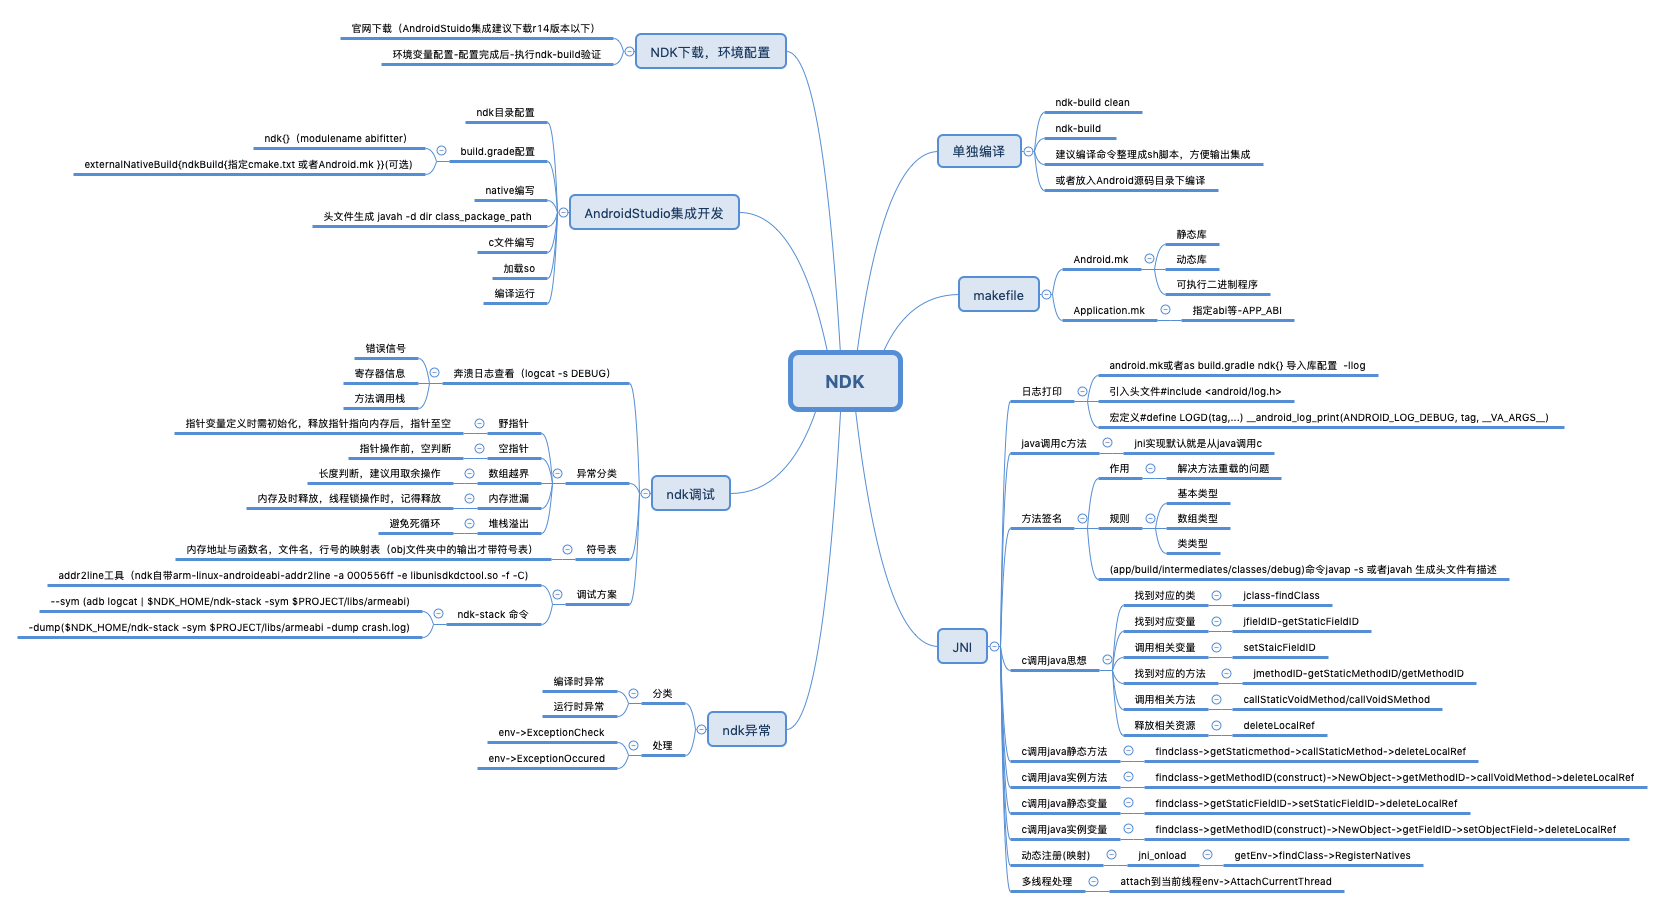 NDK
NDK下载，环境配置
官网下载（AndroidStuido集成建议下载r14版本以下）
环境变量配置-配置完成后-执行ndk-build验证
AndroidStudio集成开发
ndk目录配置
build.grade配置
ndk{}（modulename abifitter）
externalNativeBuild{ndkBuild{指定cmake.txt 或者Android.mk }}(可选)
native编写
头文件生成 javah -d dir class_package_path
c文件编写
加载so
编译运行
ndk调试
奔溃日志查看（logcat -s DEBUG）
错误信号
寄存器信息
方法调用栈
异常分类
野指针
指针变量定义时需初始化，释放指针指向内存后，指针至空
空指针
指针操作前，空判断
数组越界
长度判断，建议用取余操作
内存泄漏
内存及时释放，线程锁操作时，记得释放
堆栈溢出
避免死循环
符号表
内存地址与函数名，文件名，行号的映射表（obj文件夹中的输出才带符号表）
调试方案
addr2line工具（ndk自带arm-linux-androideabi-addr2line -a 000556ff -e libunisdkdctool.so -f -C）
ndk-stack 命令
--sym (adb logcat | $NDK_HOME/ndk-stack -sym $PROJECT/libs/armeabi)
-dump($NDK_HOME/ndk-stack -sym $PROJECT/libs/armeabi -dump crash.log)
ndk异常
分类
编译时异常
运行时异常
处理
env->ExceptionCheck
env->ExceptionOccured
单独编译
ndk-build clean
ndk-build
建议编译命令整理成sh脚本，方便输出集成
或者放入Android源码目录下编译
makefile
Android.mk
静态库
动态库
可执行二进制程序
Application.mk
指定abi等-APP_ABI
JNI
日志打印
android.mk或者as build.gradle ndk{} 导入库配置  -llog
引入头文件#include <android/log.h>
宏定义#define LOGD(tag,...) __android_log_print(ANDROID_LOG_DEBUG, tag, __VA_ARGS__)
java调用c方法
jni实现默认就是从java调用c
方法签名
作用
解决方法重载的问题
规则
基本类型
数组类型
类类型
(app/build/intermediates/classes/debug)命令javap -s 或者javah 生成头文件有描述
c调用java思想
找到对应的类
jclass-findClass
找到对应变量
jfieldID-getStaticFieldID
调用相关变量
setStaicFieldID
找到对应的方法
jmethodID-getStaticMethodID/getMethodID
调用相关方法
callStaticVoidMethod/callVoidSMethod
释放相关资源
deleteLocalRef
c调用java静态方法
findclass->getStaticmethod->callStaticMethod->deleteLocalRef
c调用java实例方法
findclass->getMethodID(construct)->NewObject->getMethodID->callVoidMethod->deleteLocalRef
c调用java静态变量
findclass->getStaticFieldID->setStaticFieldID->deleteLocalRef
c调用java实例变量
findclass->getMethodID(construct)->NewObject->getFieldID->setObjectField->deleteLocalRef
动态注册(映射)
jni_onload
getEnv->findClass->RegisterNatives
多线程处理
attach到当前线程env->AttachCurrentThread